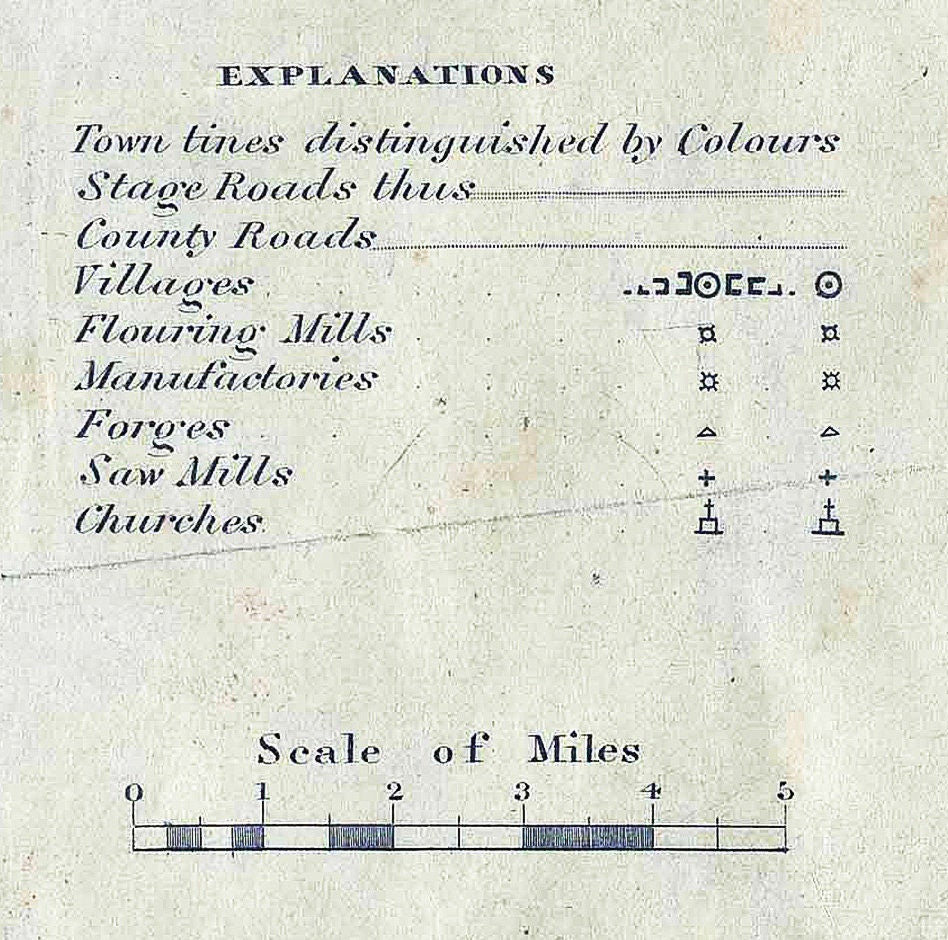 EXPLANATIONS
Town tines distinguished by Colours
Stage Roads thus
County Roads
Villages
Flouring Mills
Manufactories
Forges
Saw Mills
Churches
Scale of Miles
0 1 2 3 4 5